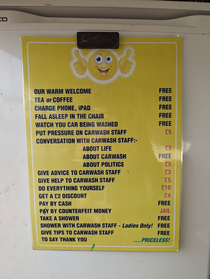 OUR WARM WELCOME FREE
TEA or COFFEE FREE
CHARGE PHONE, iPAD FREE
FALL ASLEEP IN THE CHAIR FREE
WATCH YOU CAR BEING WASHED FREE
PUT PRESSURE ON CARWASH STAFF £5
CONVERSATION WITH CARWASH STAFF:-
ABOUT LIFE £3
ABOUT CARWASH FREE
ABOUT POLITICS £5
GIVE ADVICE TO CARWASH STAFF £3
GIVE HELP TO CARWASH STAFF £5
DO EVERYTHING YOURSELF £10
GET A £2 DISCOUNT £4
PAY BY CASH FREE
PAY BY COUNTERFEIT MONEY JAIL
TAKE A SHOWER FREE
SHOWER WITH CARWASH STAFF - Ladies Only! FREE
GIVE TIPS TO CARWASH STAFF FREE
TO SAY THANK YOU ....PRICELESS!